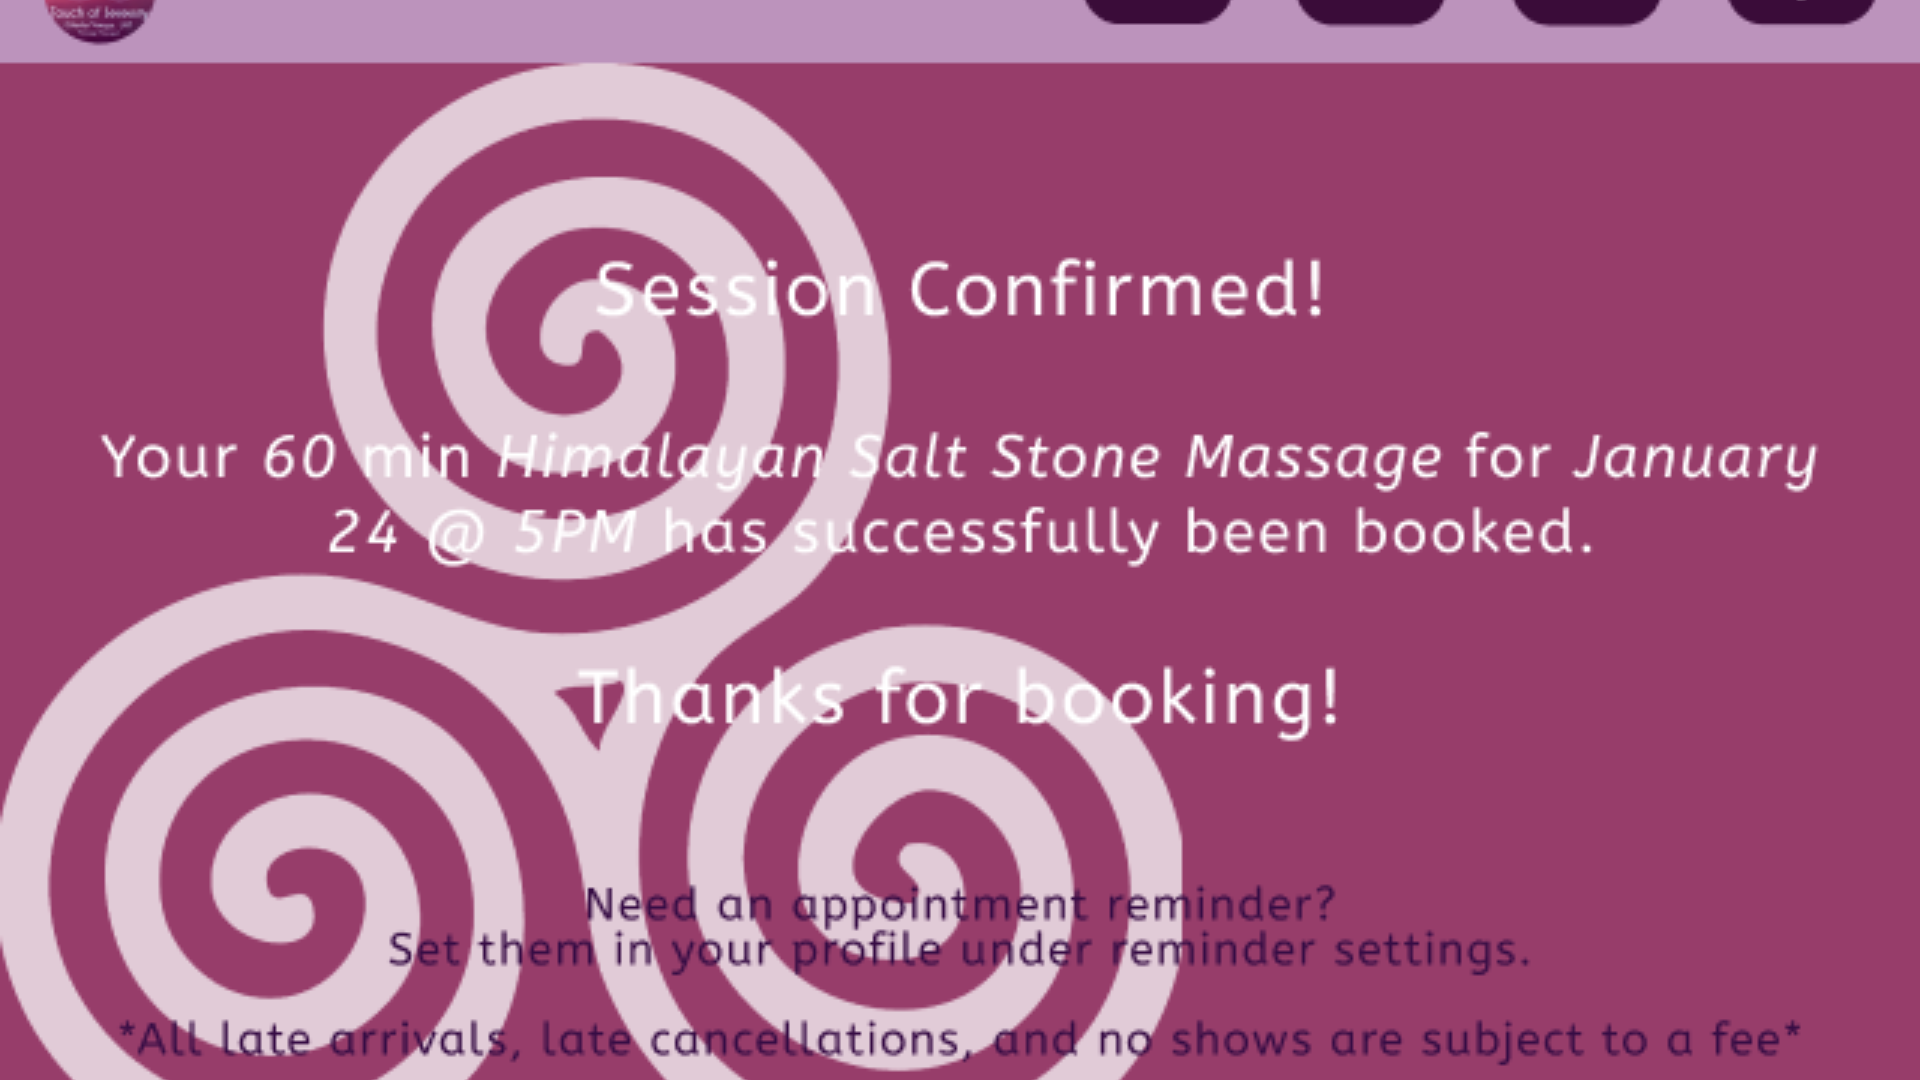 Touch of Serenity
Session Confirmed!
Your 60 min Himalayan Salt Stone Massage for January
24 @ 5PM has successfully been booked.
Thanks for booking!
Need an appointment reminder?
Set them in your profile under reminder settings.
*All late arrivals, late cancellations, and no shows are subject to a fee*